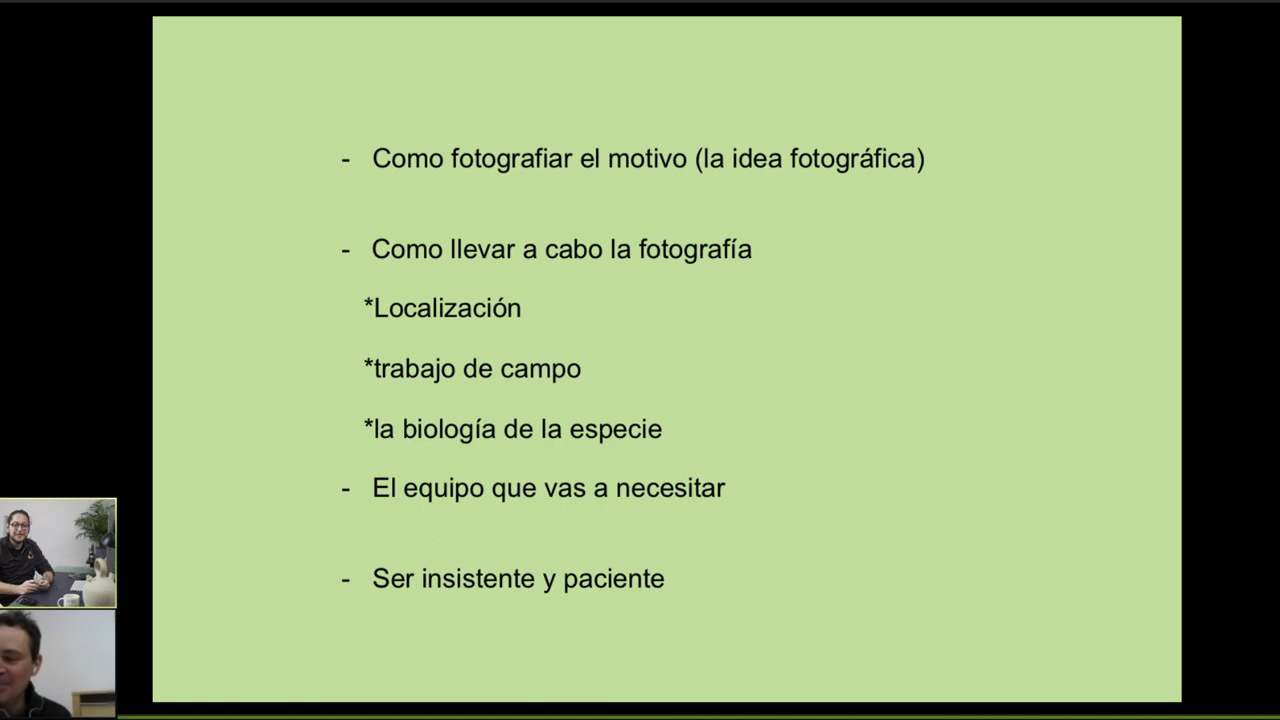 - Como fotografiar el motivo (la idea fotográfica)
- Como llevar a cabo la fotografía
*Localización
*trabajo de campo
*la biología de la especie
- El equipo que vas a necesitar
- Ser insistente y paciente